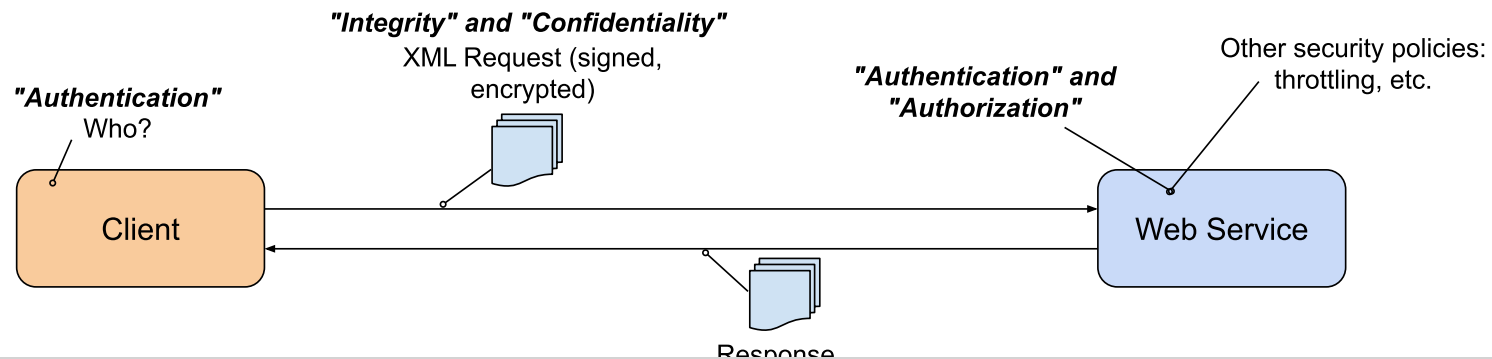 "Integrity" and "Confidentiality"
XML Request (signed,
encrypted)
"Authentication"
Who?
"Authentication" and
"Authorization"
Other security policies:
throttling, etc.
Client
Web Service
Response